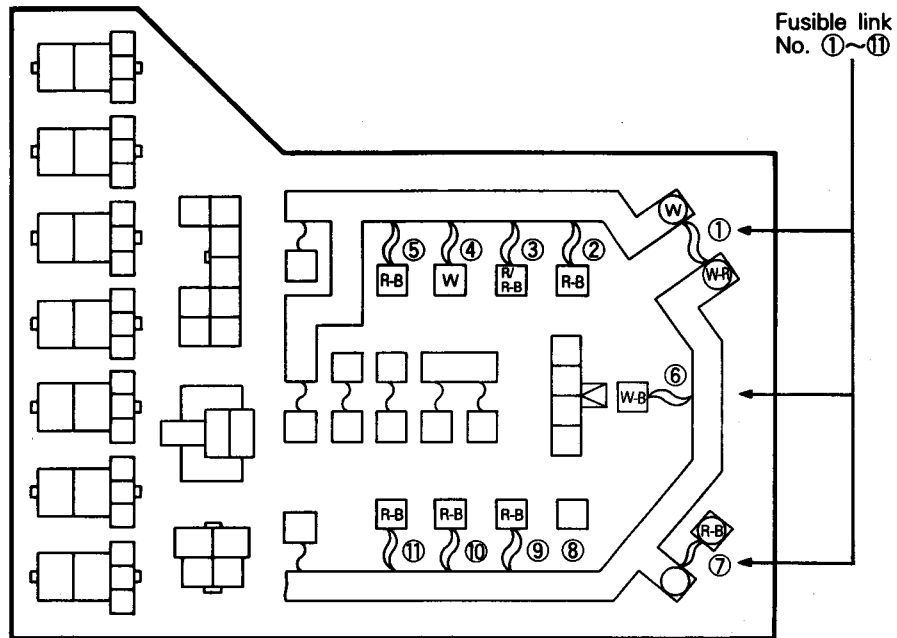 Fusible link
No. ①~⑪
W
①
⑤ ④ ③ ②
R-B W R/ R-B
R-B
W-R
⑥
W-B
R-B R-B R-B R-B
⑪ ⑩ ⑨ ⑧ ⑦